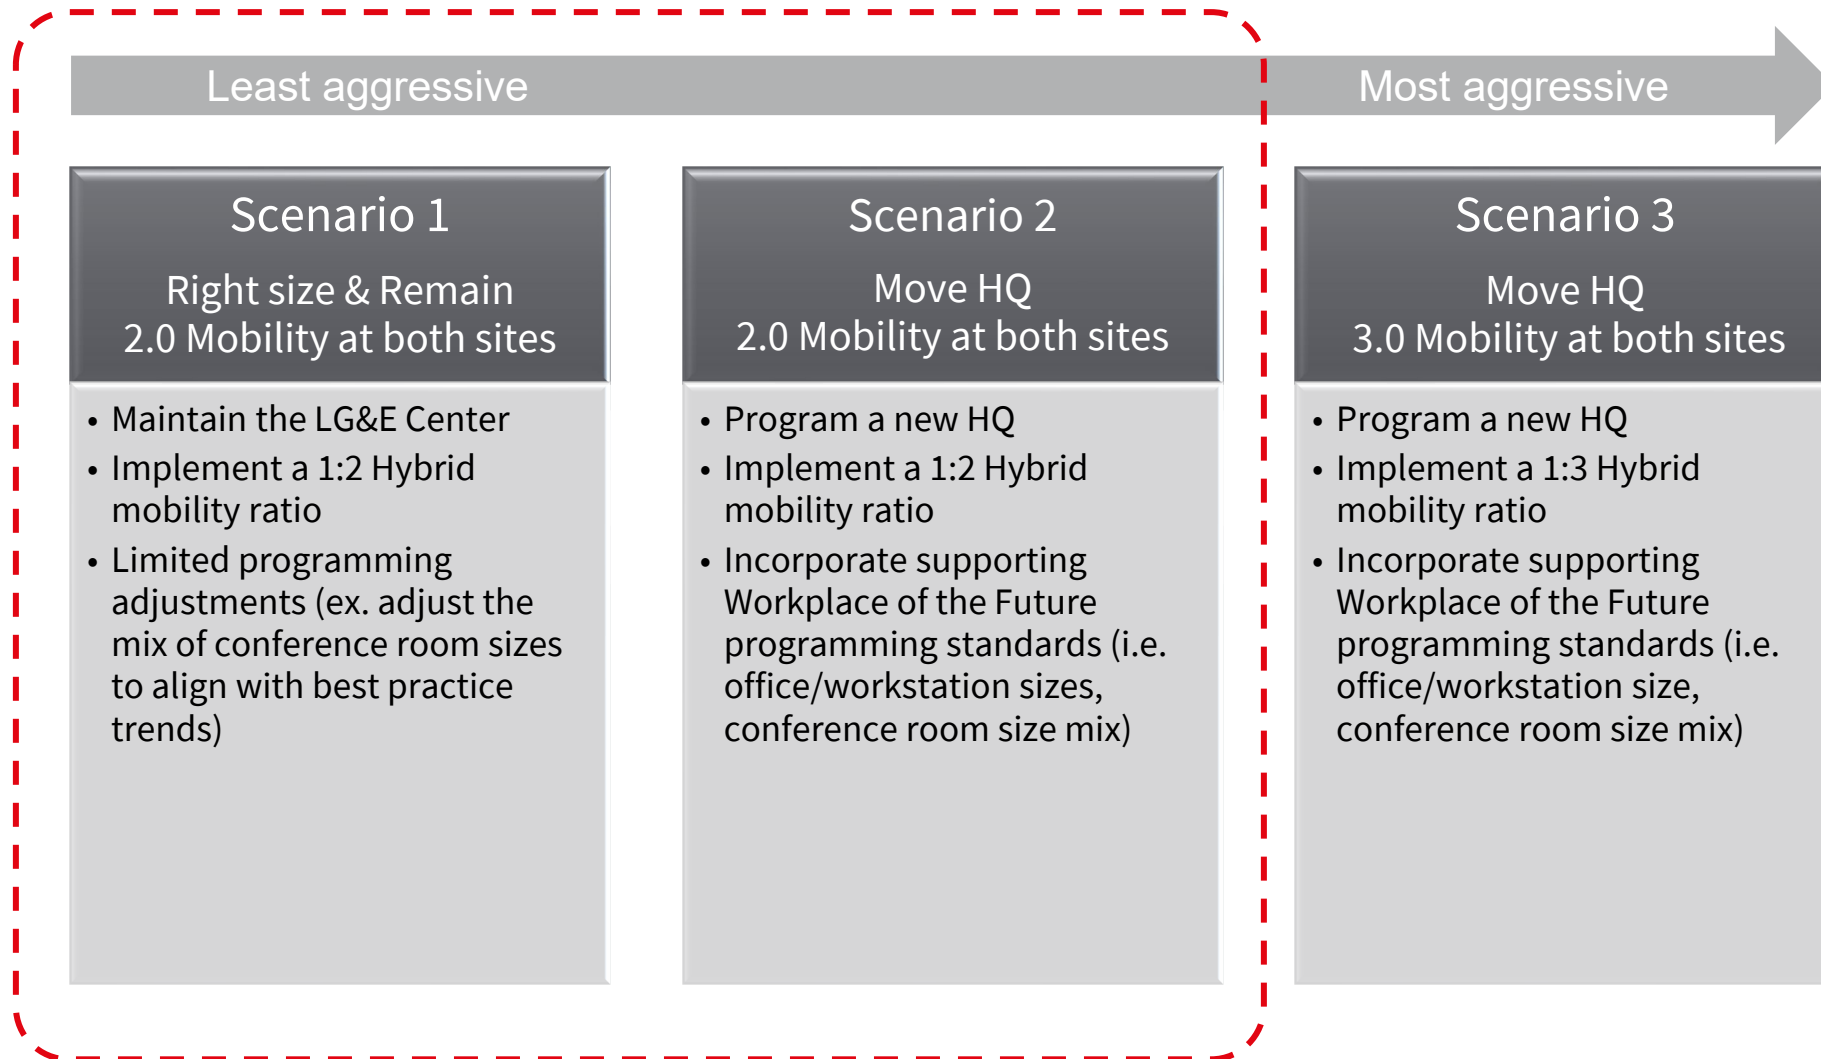 Least aggressive
Most aggressive
Scenario 1
Right size & Remain
2.0 Mobility at both sites
• Maintain the LG&E Center
• Implement a 1:2 Hybrid
mobility ratio
• Limited programming
adjustments (ex. adjust the
mix of conference room sizes
to align with best practice
trends)
Scenario 2
Move HQ
2.0 Mobility at both sites
• Program a new HQ
• Implement a 1:2 Hybrid
mobility ratio
• Incorporate supporting
Workplace of the Future
programming standards (i.e.
office/workstation sizes,
conference room size mix)
Scenario 3
Move HQ
3.0 Mobility at both sites
• Program a new HQ
• Implement a 1:3 Hybrid
mobility ratio
• Incorporate supporting
Workplace of the Future
programming standards (i.e.
office/workstation size,
conference room size mix)